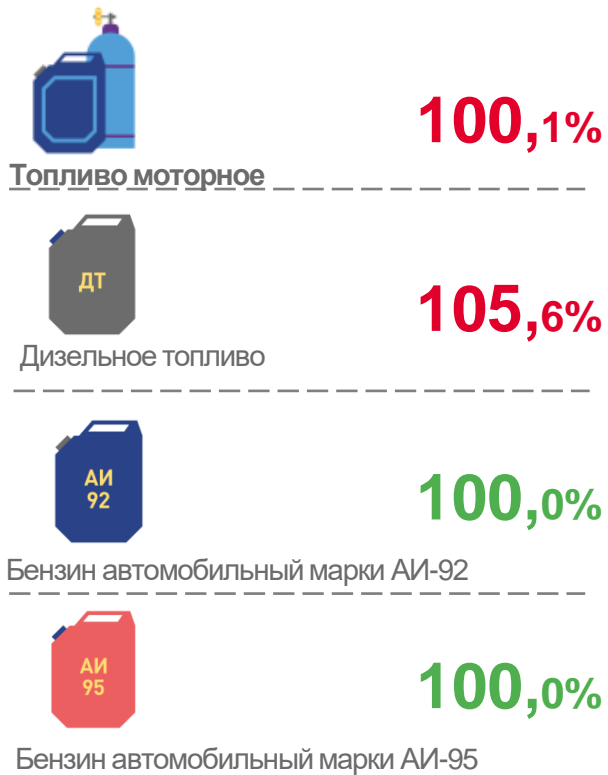 100,1%
Топливо моторное
ДТ
105,6%
Дизельное топливо
АИ
92
100,0%
Бензин автомобильный марки АИ-92
АИ
95
100,0%
Бензин автомобильный марки АИ-95